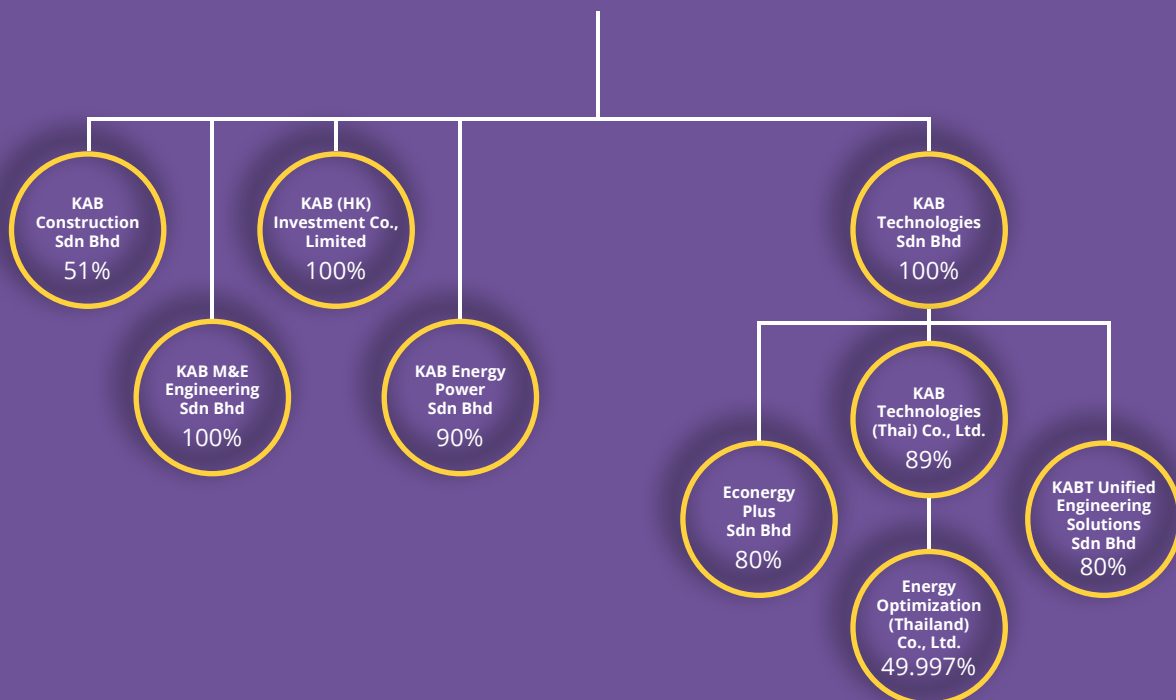 KAB
Construction
Sdn Bhd
51%
KAB (HK)
Investment Co.,
Limited
100%
KAB
Technologies
Sdn Bhd
100%
KAB M&E
Engineering
Sdn Bhd
100%
KAB Energy
Power
Sdn Bhd
90%
KAB
Technologies
(Thai) Co., Ltd.
89%
Econergy
Plus
Sdn Bhd
80%
KABT Unified
Engineering
Solutions
Sdn Bhd
80%
Energy
Optimization
(Thailand)
Co., Ltd.
49.997%